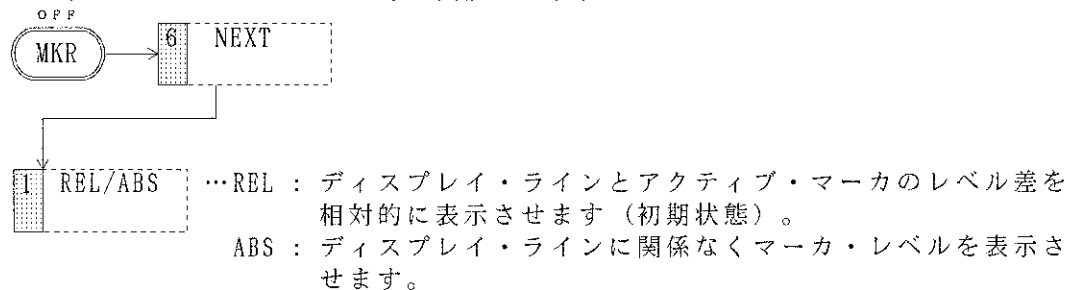 OFF
MKR
6 NEXT
1 REL/ABS …REL : ディスプレイ・ラインとアクティブ・マーカのレベル差を
相対的に表示させます（初期状態）。
ABS : ディスプレイ・ラインに関係なくマーカ・レベルを表示さ
せます。